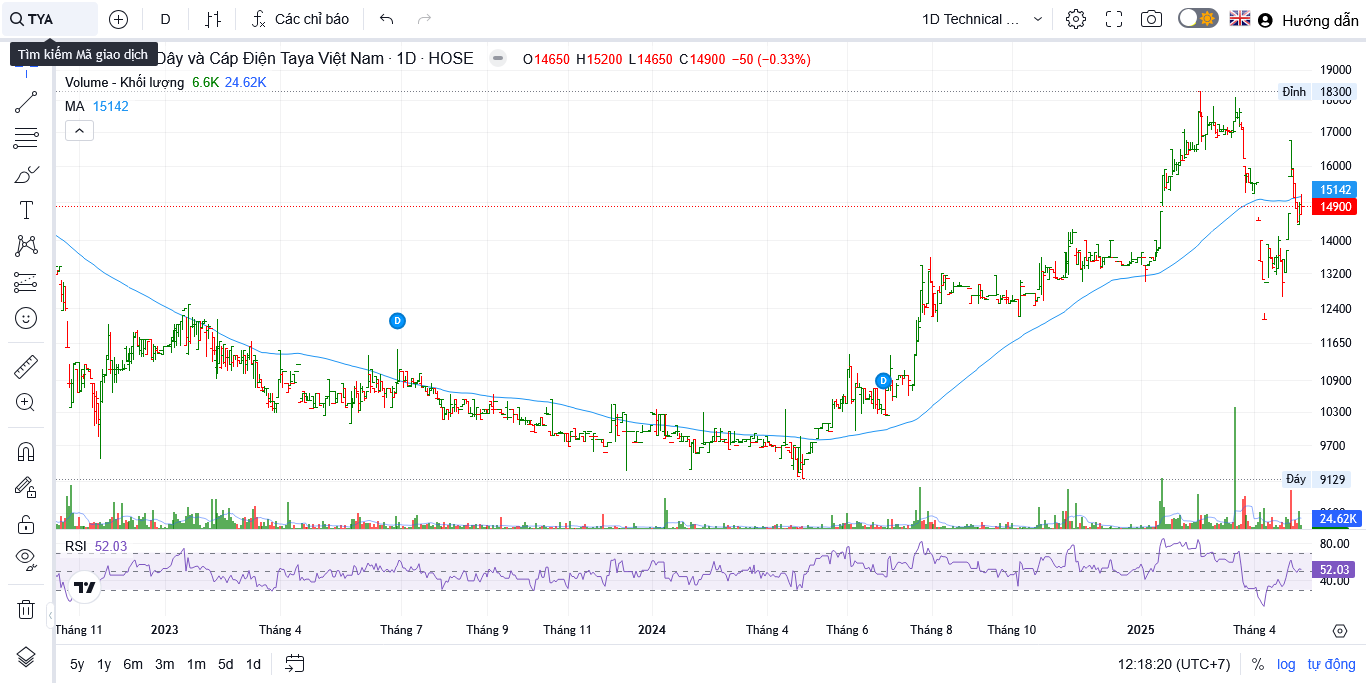 TYA D Các chỉ báo 1D Technical ... Hướng dẫn
Tìm kiếm Mã giao dịch
Dây và Cáp Điện Taya Việt Nam · 1D · HOSE O14650 H15200 L14650 C14900 −50 (−0.33%)
Volume - Khối lượng 6.6K 24.62K
MA 15142
19000
Đỉnh 18300
18000
17000
16000
15142
14900
14000
13200
12400
11650
10900
10300
9700
Đáy 9129
24.62K
D
D
RSI 52.03
80.00
52.03
40.00
Tháng 11 2023 Tháng 4 Tháng 7 Tháng 9 Tháng 11 2024 Tháng 4 Tháng 6 Tháng 8 Tháng 10 2025 Tháng 4
5y 1y 6m 3m 1m 5d 1d 12:18:20 (UTC+7) % log tự động